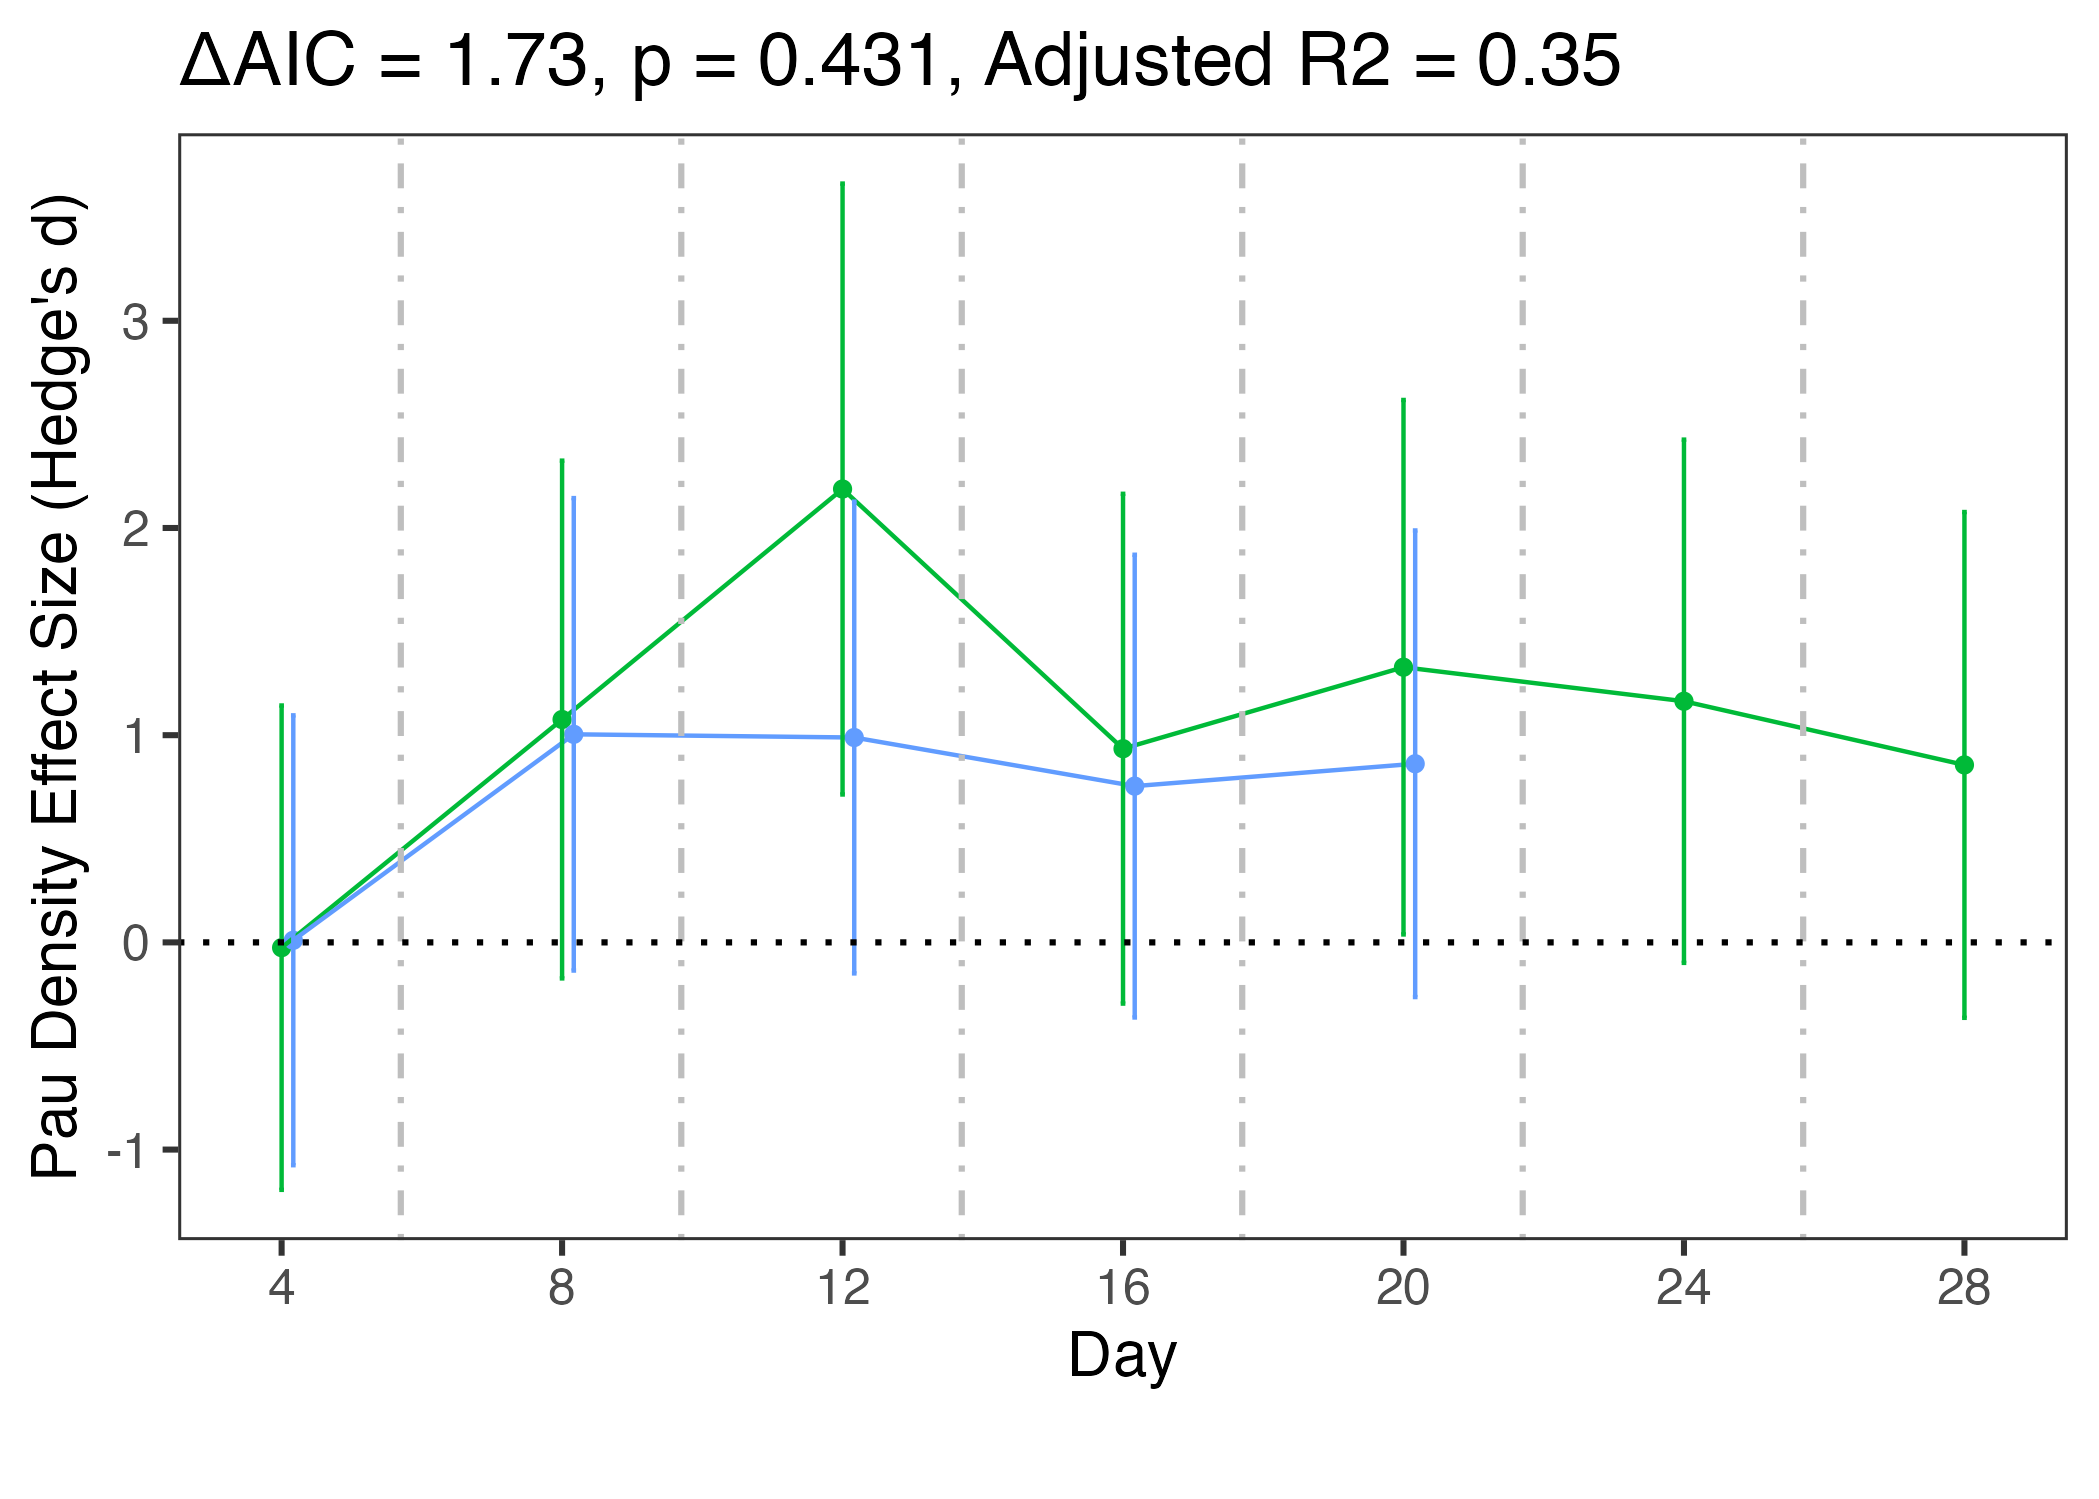 ΔAIC = 1.73, p = 0.431, Adjusted R2 = 0.35
Pau Density Effect Size (Hedge's d)
3
2
1
0
-1
4 8 12 16 20 24 28
Day